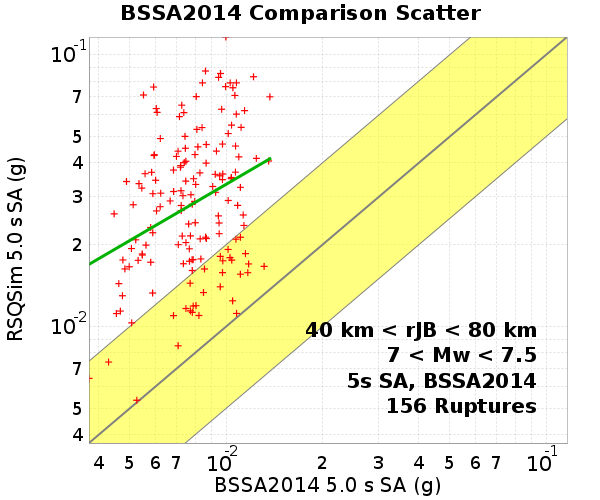 BSSA2014 Comparison Scatter
RSQSim 5.0 s SA (g)
10-1
7
5
4
3
2
10-2
7
5
4
40 km < rJB < 80 km
7 < Mw < 7.5
5s SA, BSSA2014
156 Ruptures
4 5 6 7 10-2 2 3 4 5 6 7 10-1
BSSA2014 5.0 s SA (g)